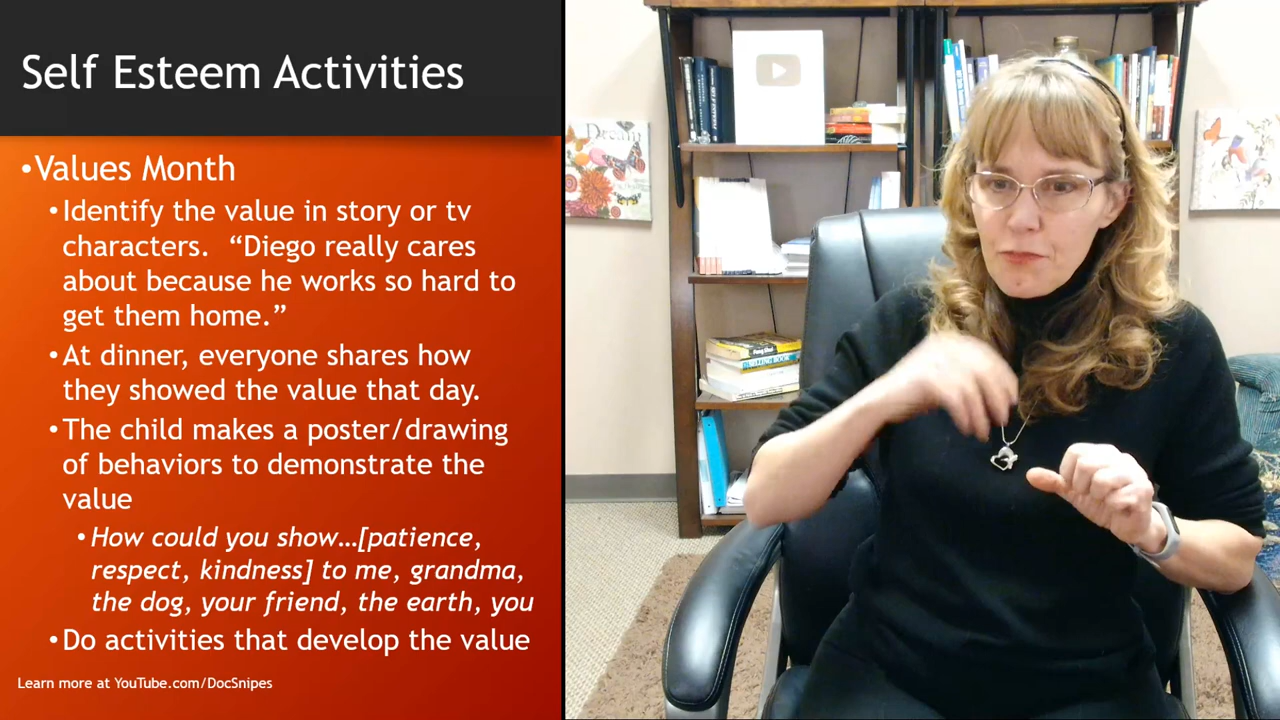 Self Esteem Activities
•Values Month
•Identify the value in story or tv
characters. “Diego really cares
about because he works so hard to
get them home.”
•At dinner, everyone shares how
they showed the value that day.
•The child makes a poster/drawing
of behaviors to demonstrate the
value
•How could you show…[patience,
respect, kindness] to me, grandma,
the dog, your friend, the earth, you
•Do activities that develop the value
Learn more at YouTube.com/DocSnipes
Dream